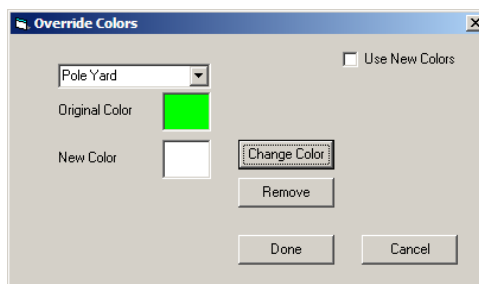 Override Colors
Use New Colors
Pole Yard
Original Color
New Color
Change Color
Remove
Done
Cancel